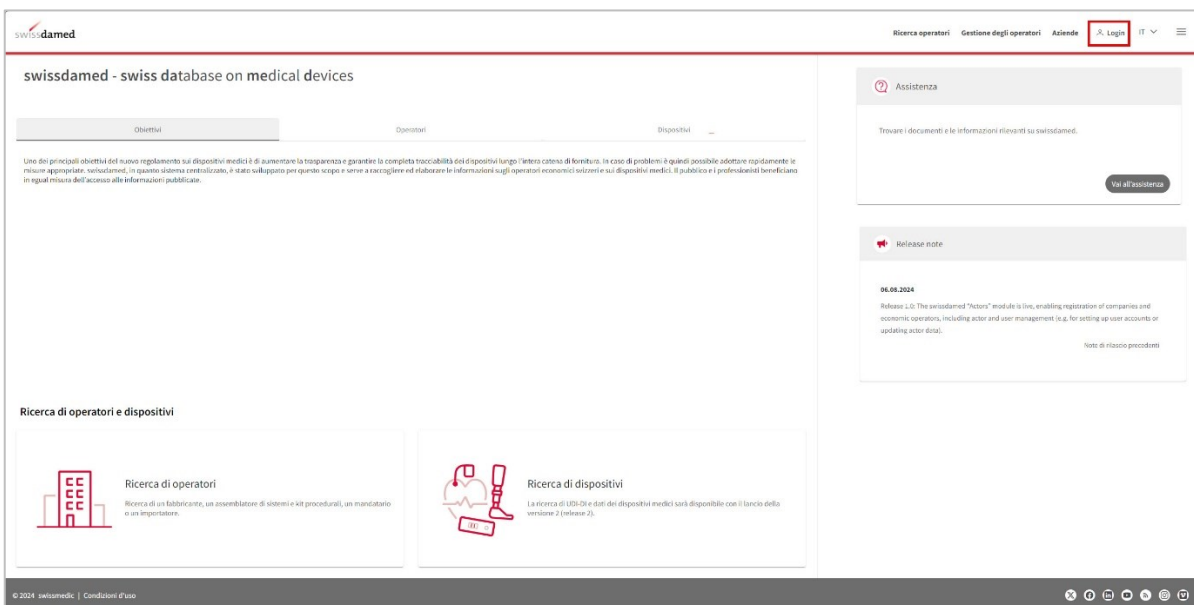 swissdamed
Ricerca operatori Gestione degli operatori Aziende Login IT
swissdamed - swiss database on medical devices
Obiettivi Operatori Dispositivi
Uno dei principali obiettivi del nuovo regolamento sui dispositivi medici è di aumentare la trasparenza e garantire la completa tracciabilità dei dispositivi lungo l'intera catena di fornitura. In caso di problemi è quindi possibile adottare rapidamente le
misure appropriate. swissdamed, in quanto sistema centralizzato, è stato sviluppato per questo scopo e serve a raccogliere ed elaborare le informazioni sugli operatori economici svizzeri e sui dispositivi medici. Il pubblico e i professionisti beneficiano
in egual misura dell'accesso alle informazioni pubblicate.
Assistenza
Trovare i documenti e le informazioni rilevanti su swissdamed.
Vai all'assistenza
Release note
06.08.2024
Release 1.0: The swissdamed "Actors" module is live, enabling registration of companies and
economic operators, including actor and user management (e.g. for setting up user accounts or
updating actor data).
Note di rilascio precedenti
Ricerca di operatori e dispositivi
Ricerca di operatori
Ricerca di un fabbricante, un assemblatore di sistemi e kit procedurali, un mandatario
o un importatore.
Ricerca di dispositivi
La ricerca di UDI-DI e dati dei dispositivi medici sarà disponibile con il lancio della
versione 2 (release 2).
© 2024 swissmedic | Condizioni d'uso